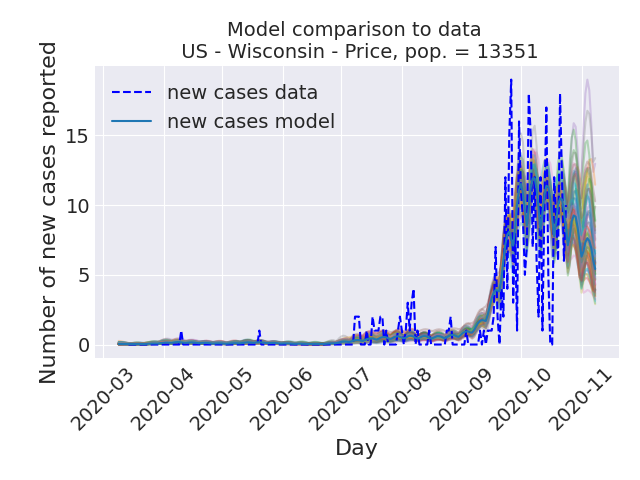 Model comparison to data
US - Wisconsin - Price, pop. = 13351
new cases data
new cases model
Number of new cases reported
15
10
5
0
2020-03
2020-04
2020-05
2020-06
2020-07
2020-08
2020-09
2020-10
2020-11
Day